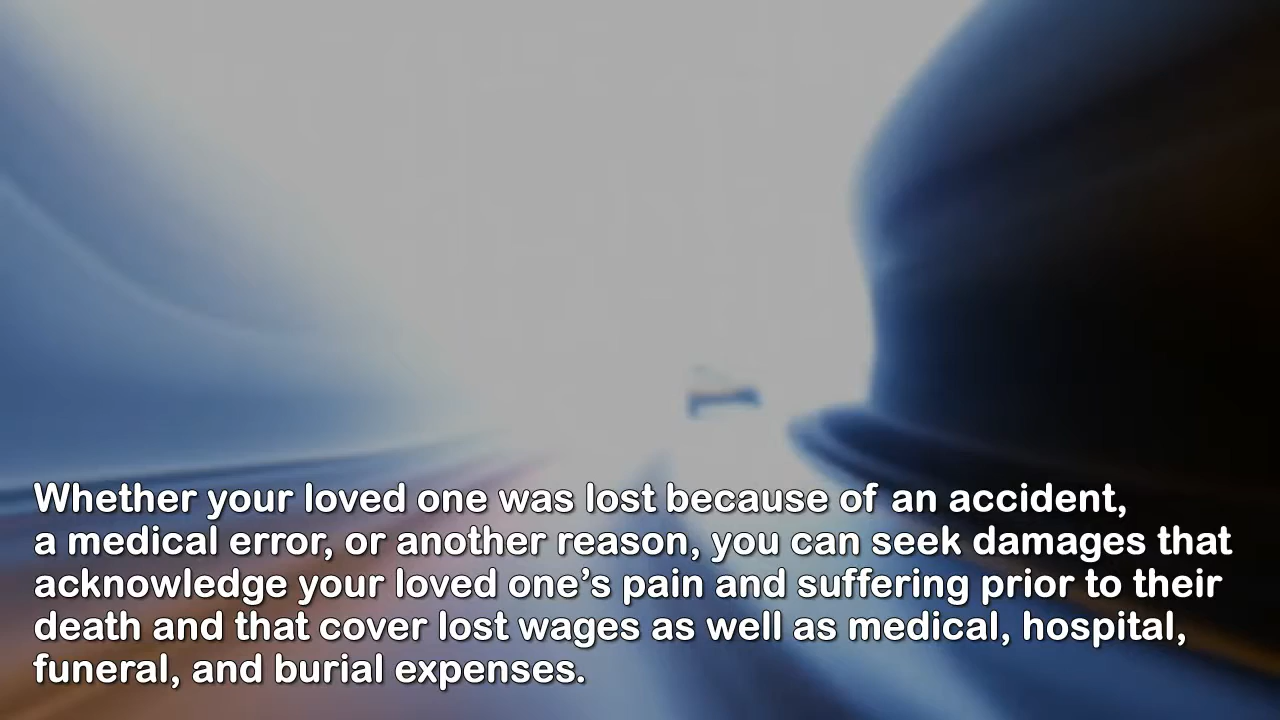 Whether your loved one was lost because of an accident,
a medical error, or another reason, you can seek damages that
acknowledge your loved one’s pain and suffering prior to their
death and that cover lost wages as well as medical, hospital,
funeral, and burial expenses.